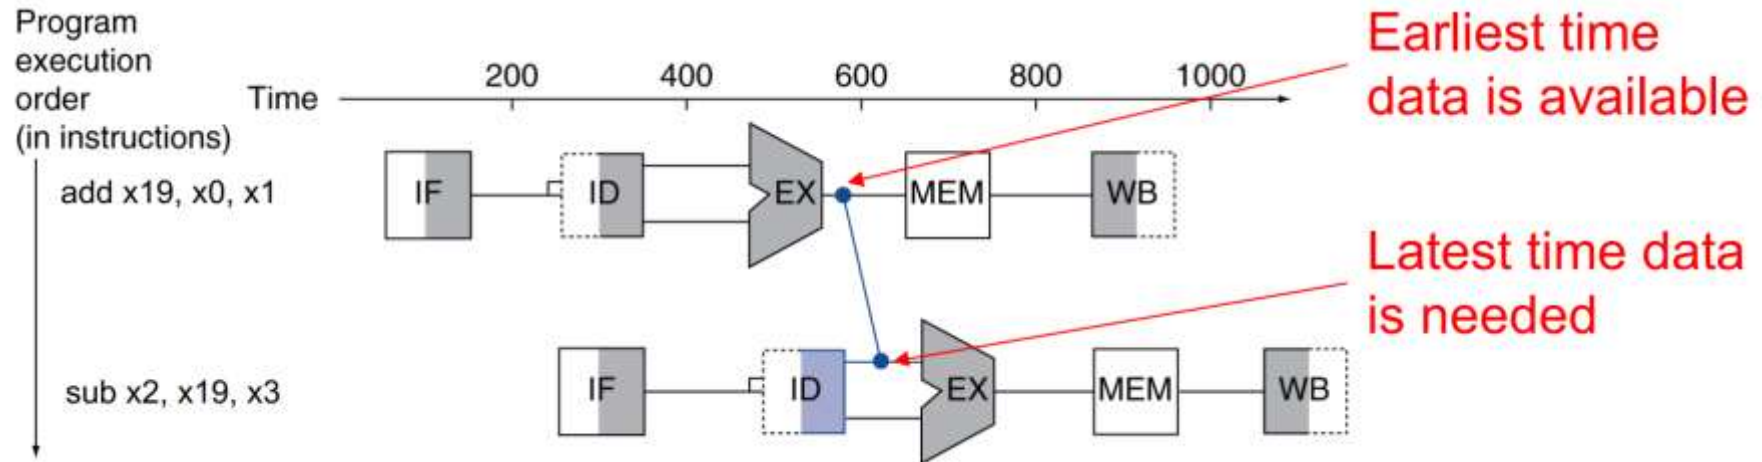 Program
execution
order
(in instructions)
Time
200 400 600 800 1000
Earliest time
data is available
add x19, x0, x1
IF ID EX MEM WB
Latest time data
is needed
sub x2, x19, x3
IF ID EX MEM WB